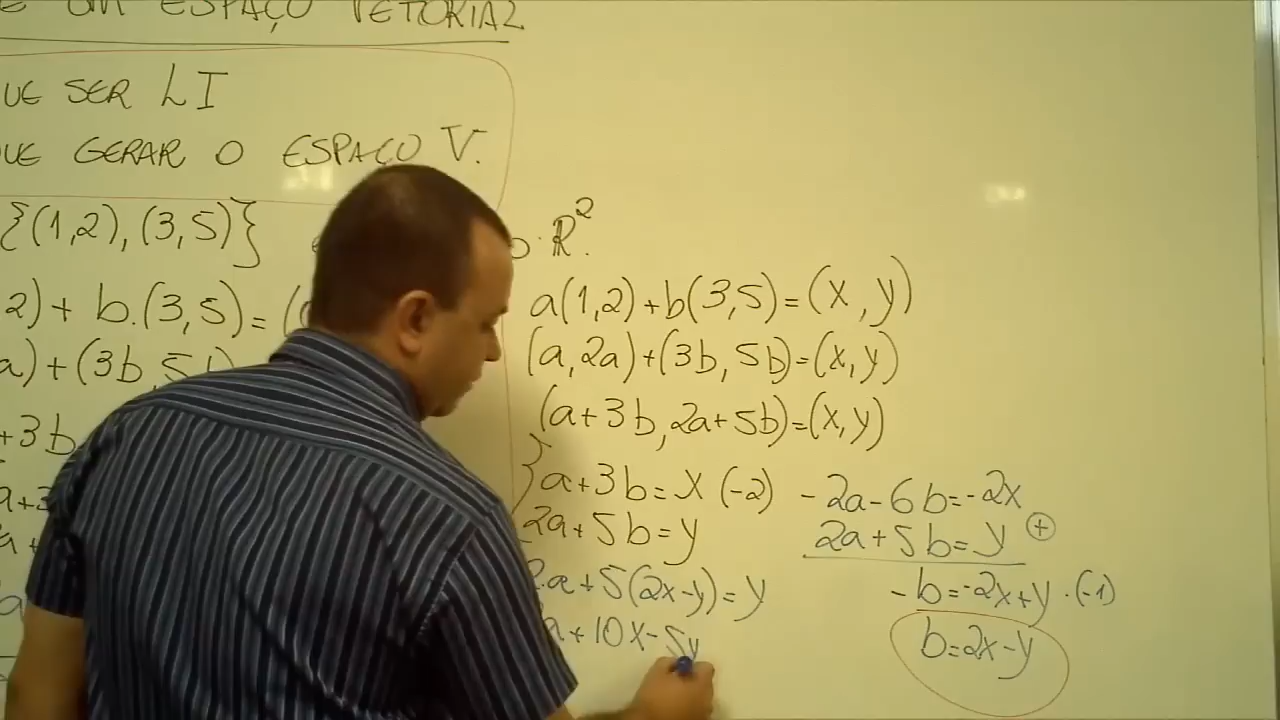 UM ESPAÇO VETORIAL
UE SER LI
UE GERAR O ESPAÇO V.
{(1,2),(3,5)} R²
2)+b.(3,5)=(
a)+(3b,5b)
+3b
a(1,2)+b(3,5)=(x,y)
(a,2a)+(3b,5b)=(x,y)
(a+3b,2a+5b)=(x,y)
{a+3b=x (-2)
2a+5b=y
2a+5(2x-y)=y
a+10x-5y
-2a-6b=-2x
2a+5b=y (+)
-b=-2x+y.(-1)
b=2x-y